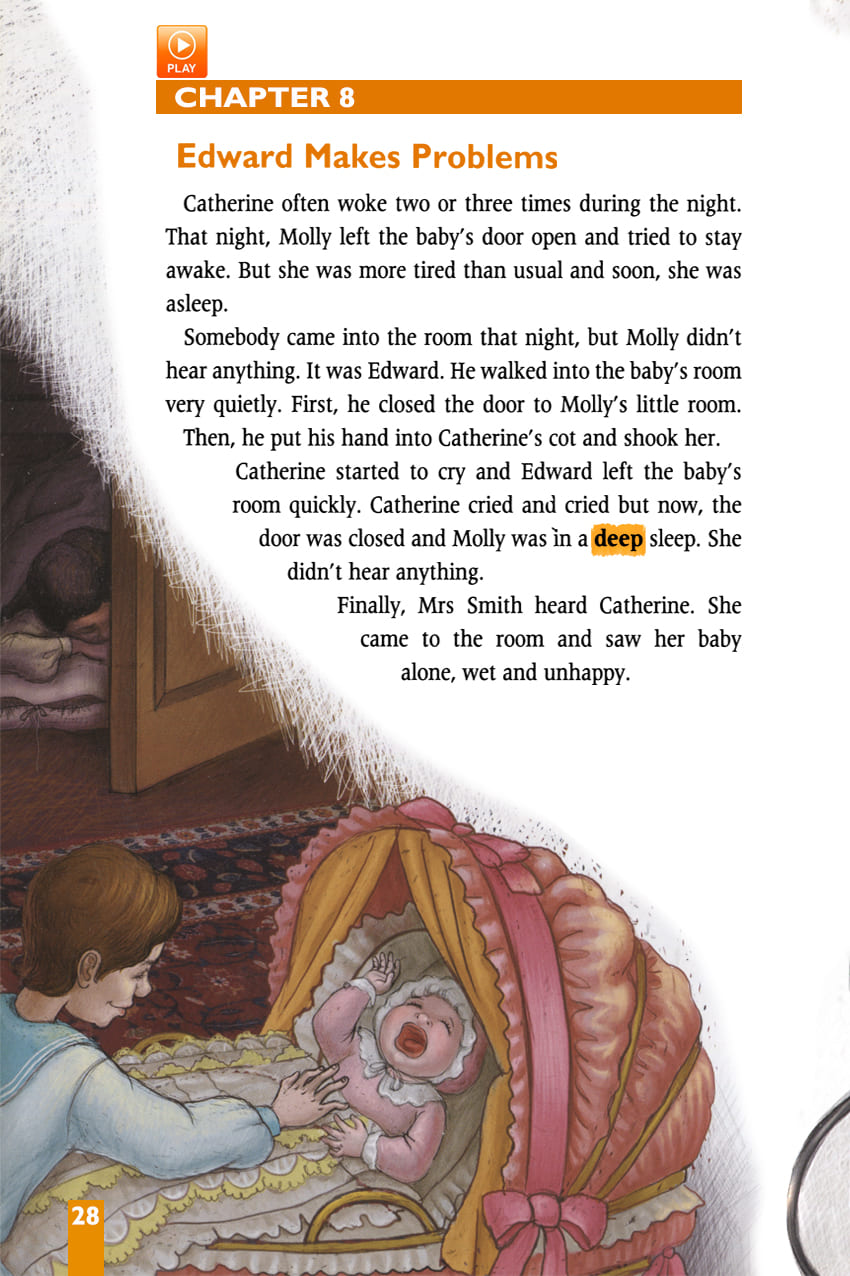 PLAY
CHAPTER 8
Edward Makes Problems
Catherine often woke two or three times during the night.
That night, Molly left the baby’s door open and tried to stay
awake. But she was more tired than usual and soon, she was
asleep.
Somebody came into the room that night, but Molly didn’t
hear anything. It was Edward. He walked into the baby’s room
very quietly. First, he closed the door to Molly’s little room.
Then, he put his hand into Catherine’s cot and shook her.
Catherine started to cry and Edward left the baby’s
room quickly. Catherine cried and cried but now, the
door was closed and Molly was in a deep sleep. She
didn’t hear anything.
Finally, Mrs Smith heard Catherine. She
came to the room and saw her baby
alone, wet and unhappy.
28